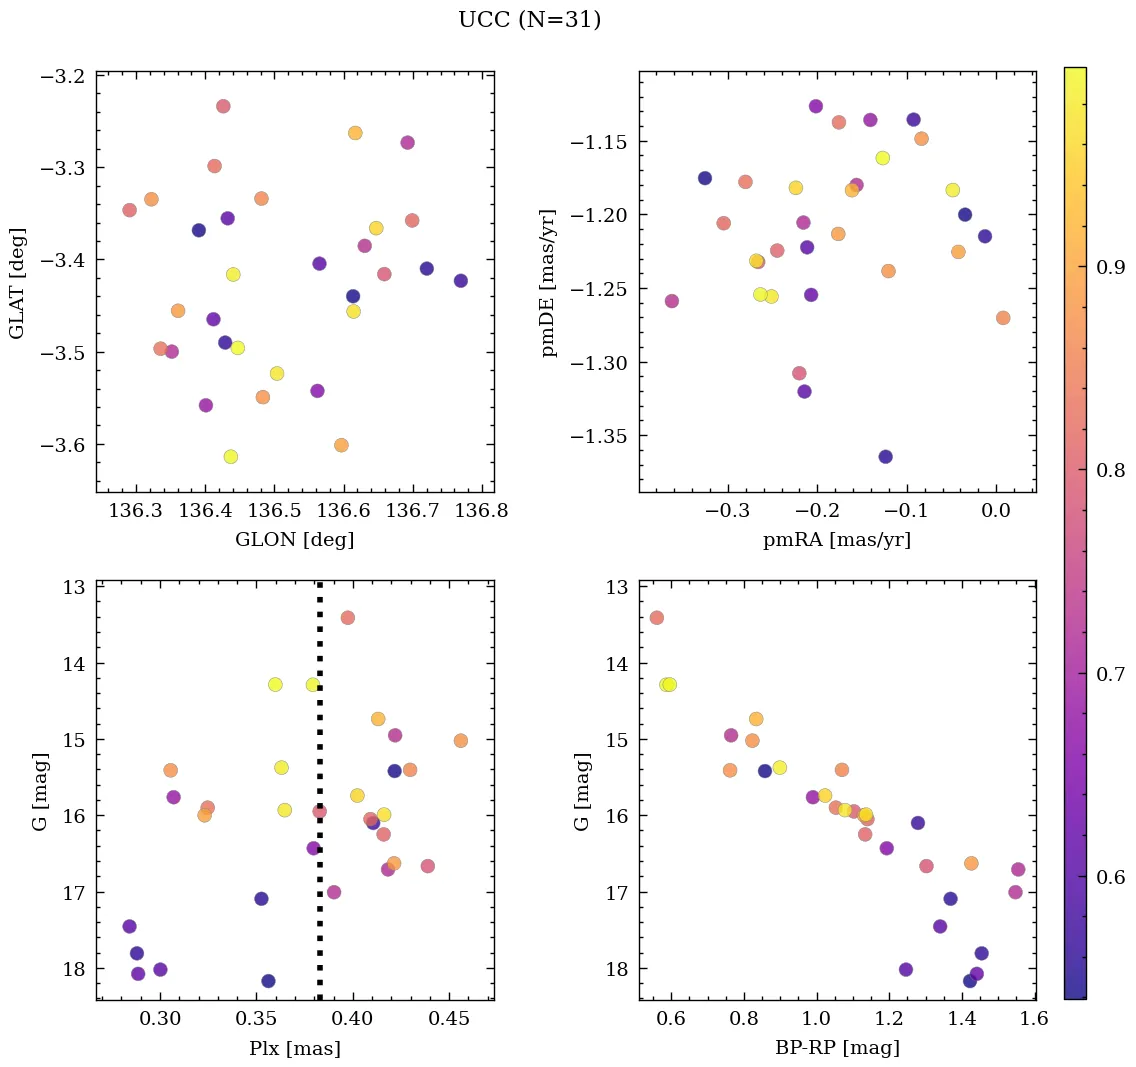 UCC (N=31)
−3.2
−3.3
−3.4
−3.5
−3.6
GLAT [deg]
136.3 136.4 136.5 136.6 136.7 136.8
GLON [deg]
−1.15
−1.20
−1.25
−1.30
−1.35
pmDE [mas/yr]
−0.3 −0.2 −0.1 0.0
pmRA [mas/yr]
13
14
15
16
17
18
G [mag]
0.30 0.35 0.40 0.45
Plx [mas]
13
14
15
16
17
18
G [mag]
0.6 0.8 1.0 1.2 1.4 1.6
BP-RP [mag]
0.9
0.8
0.7
0.6